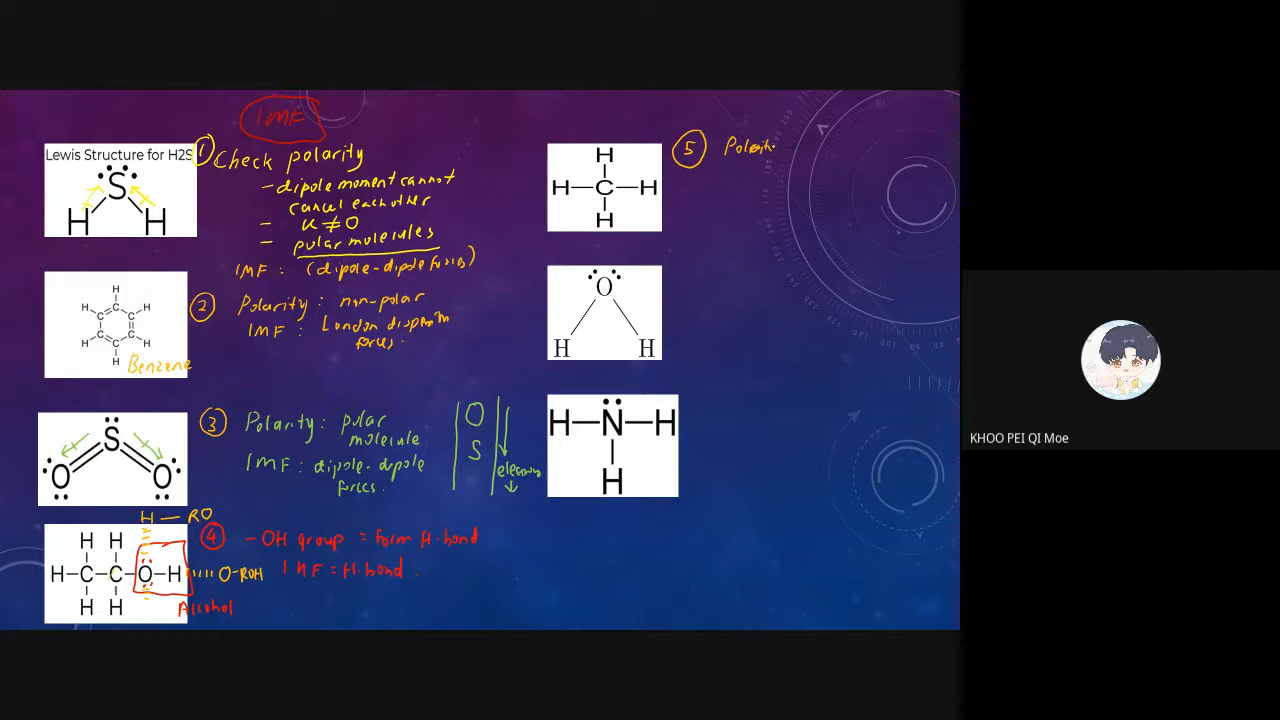 IMF
Lewis Structure for H2S
S
H H
① Check polarity
- dipole moment cannot
cancel each other
- μ ≠ 0
- polar molecules
IMF : (dipole-dipole forces)
H
H H
H H
H
Benzene
② Polarity : non-polar
IMF : London dispersion
forces.
S
O O
③ Polarity : polar
molecule
IMF : dipole-dipole
forces.
O
S
H — RO
H H
H—C—C—O—H O-ROH
H H
Alcohol
④ -OH group = form H-bond
IMF = H-bond
H
H—C—H
H
⑤
O
H H
H—N—H
H
KHOO PEI QI Moe